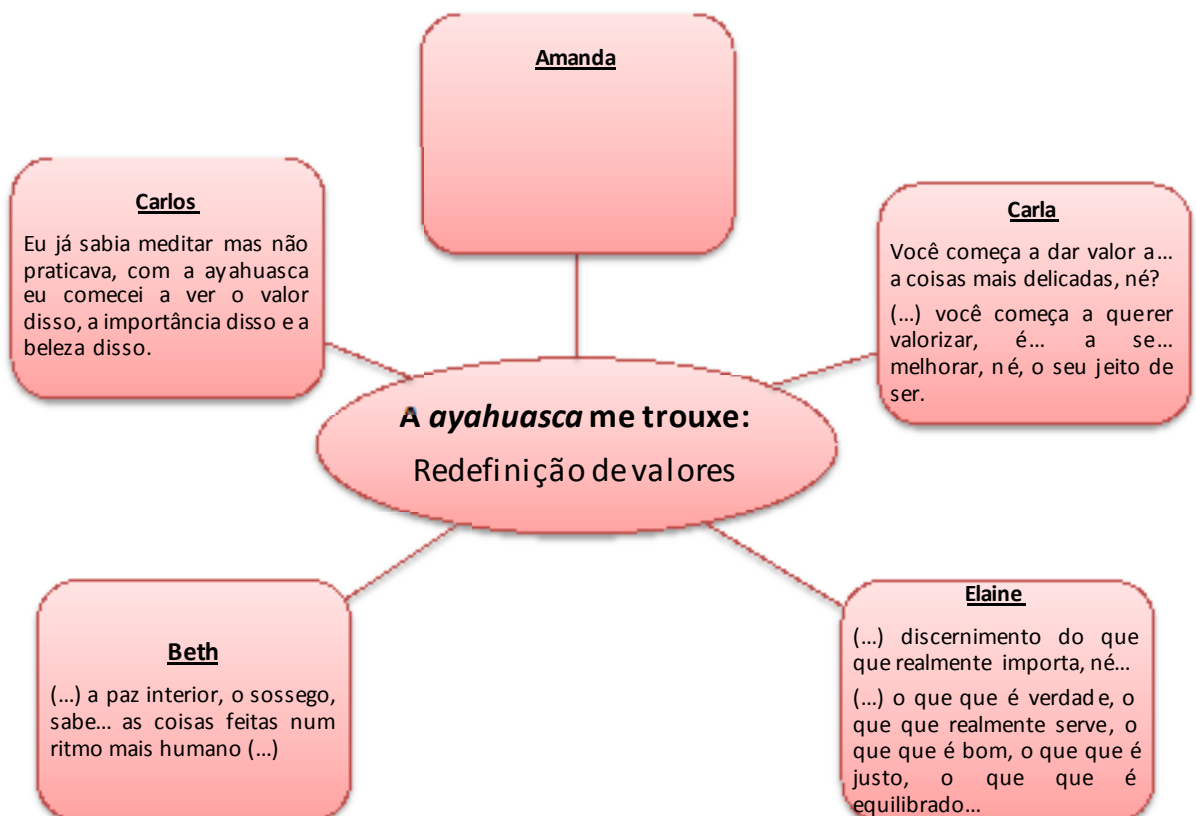 Amanda
Carlos
Eu já sabia meditar mas não
praticava, com a ayahuasca
eu comecei a ver o valor
disso, a importância disso e a
beleza disso.
Carla
Você começa a dar valor a...
a coisas mais delicadas, né?
(...) você começa a querer
valorizar, é... a se...
melhorar, né, o seu jeito de
ser.
A ayahuasca me trouxe:
Redefinição de valores
Beth
(...) a paz interior, o sossego,
sabe... as coisas feitas num
ritmo mais humano (...)
Elaine
(...) discernimento do que
que realmente importa, né...
(...) o que que é verdade, o
que que realmente serve, o
que que é bom, o que que é
justo, o que que é
equilibrado...